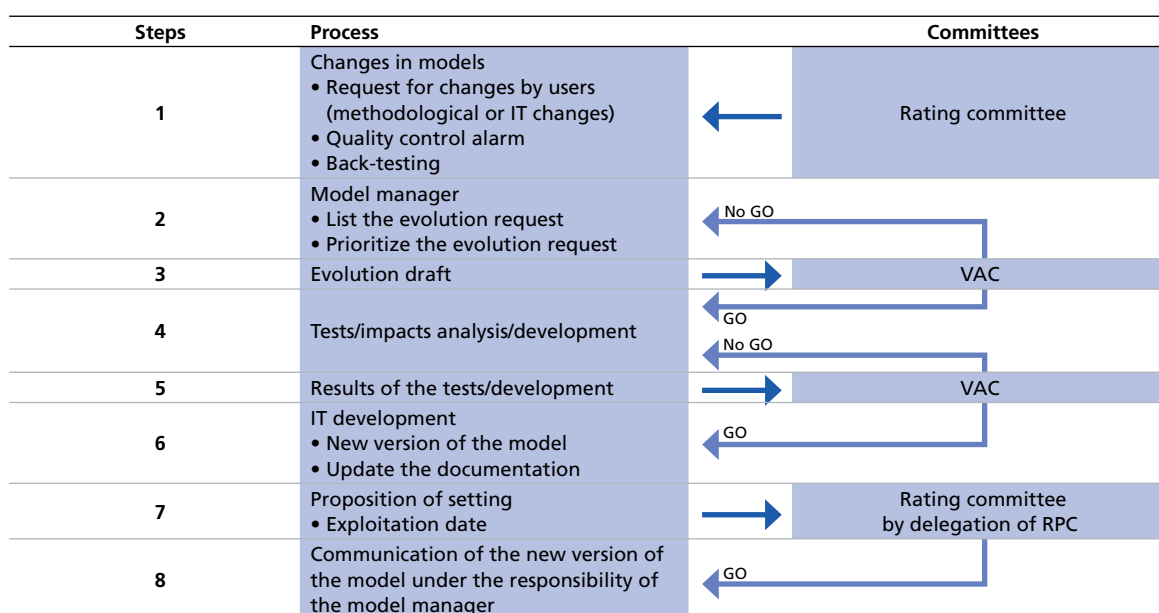 Steps Process Committees
Changes in models
• Request for changes by users
(methodological or IT changes)
1 Rating committee
• Quality control alarm
• Back-testing
Model manager
No GO
2 • List the evolution request
• Prioritize the evolution request
3 Evolution draft VAC
GO
4 Tests/impacts analysis/development
No GO
5 Results of the tests/development VAC
IT development
GO
6 • New version of the model
• Update the documentation
7 Proposition of setting Rating committee
• Exploitation date by delegation of RPC
Communication of the new version of
8 the model under the responsibility of GO
the model manager